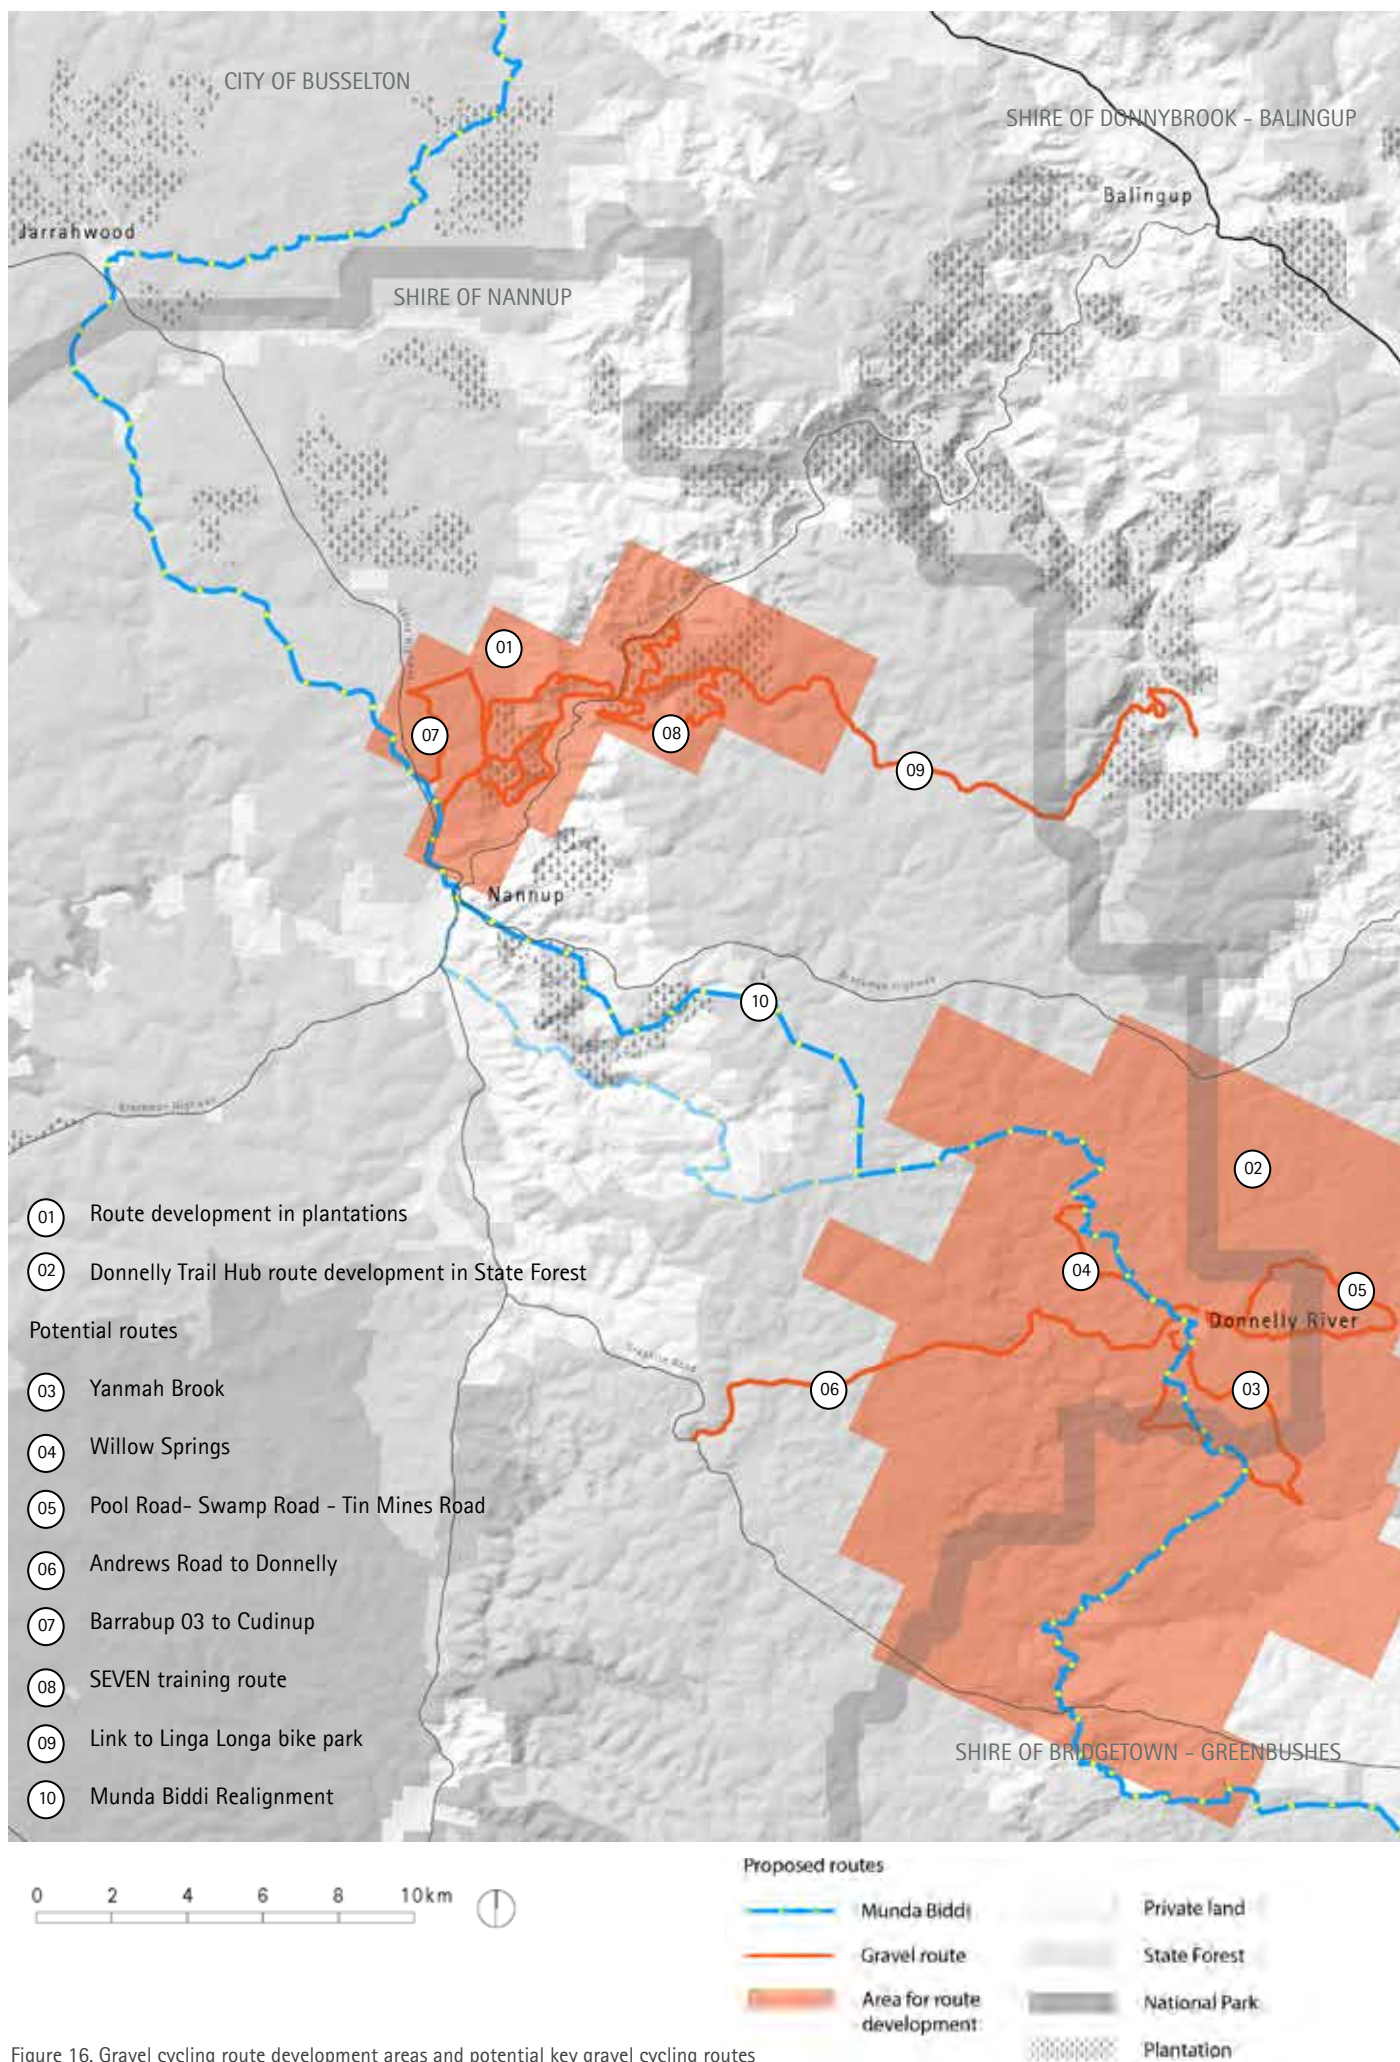 CITY OF BUSSELTON
SHIRE OF DONNYBROOK - BALINGUP
Balingup
Jarrahwood
SHIRE OF NANNUP
01
07
08
09
Nannup
Brockman Highway
10
Brockman Highway
02
01 Route development in plantations
02 Donnelly Trail Hub route development in State Forest
04
05
Donnelly River
Potential routes
Graphite Road
06
03
03 Yanmah Brook
04 Willow Springs
05 Pool Road- Swamp Road - Tin Mines Road
06 Andrews Road to Donnelly
07 Barrabup 03 to Cudinup
08 SEVEN training route
09 Link to Linga Longa bike park
SHIRE OF BRIDGETOWN - GREENBUSHES
10 Munda Biddi Realignment
0 2 4 6 8 10km
Proposed routes
Munda Biddi
Gravel route
Area for route
development
Private land
State Forest
National Park
Plantation
Figure 16. Gravel cycling route development areas and potential key gravel cycling routes